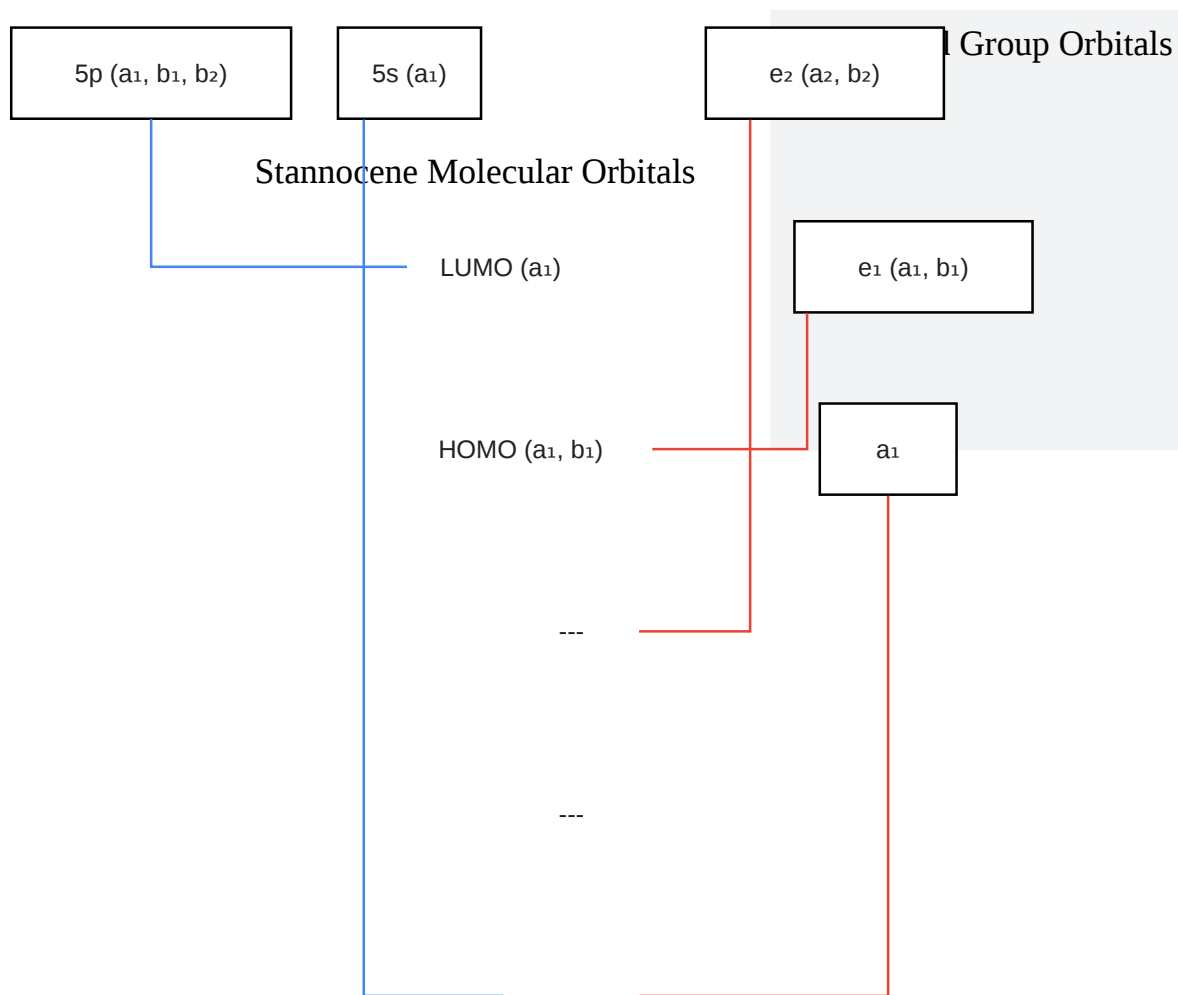 l Group Orbitals
5p (a₁, b₁, b₂)
5s (a₁)
e₂ (a₂, b₂)
Stannocene Molecular Orbitals
LUMO (a₁)
e₁ (a₁, b₁)
HOMO (a₁, b₁)
a₁
---
---